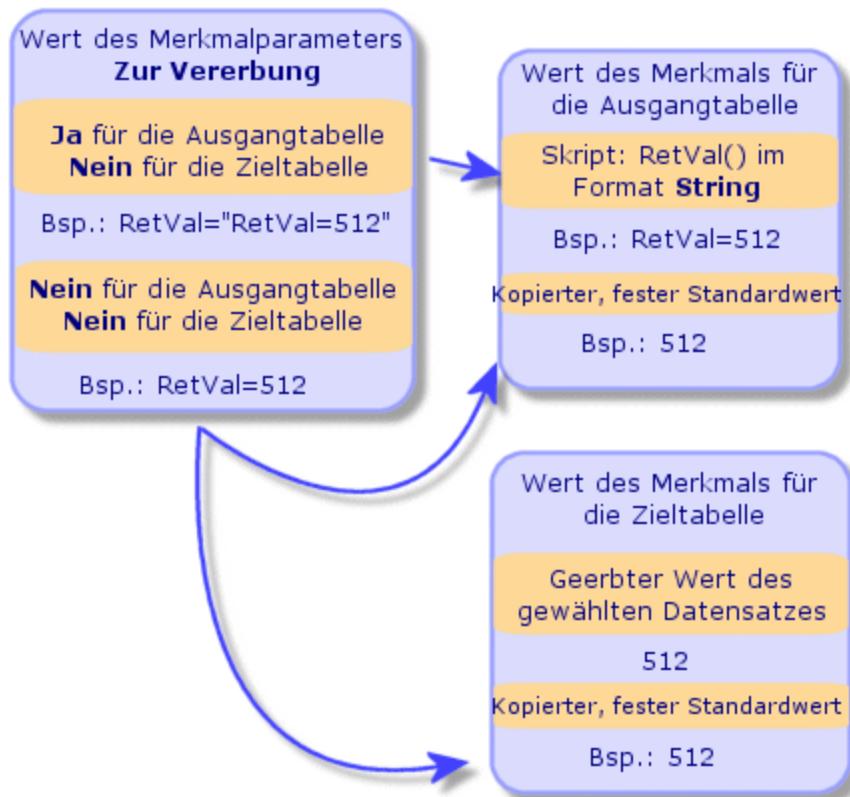 Wert des Merkmalparameters
Zur Vererbung
Ja für die Ausgangtabelle
Nein für die Zieltabelle
Bsp.: RetVal="RetVal=512"
Nein für die Ausgangtabelle
Nein für die Zieltabelle
Bsp.: RetVal=512
Wert des Merkmals für
die Ausgangtabelle
Skript: RetVal() im
Format String
Bsp.: RetVal=512
Kopierter, fester Standardwert
Bsp.: 512
Wert des Merkmals für
die Zieltabelle
Geerbter Wert des
gewählten Datensatzes
512
Kopierter, fester Standardwert
Bsp.: 512